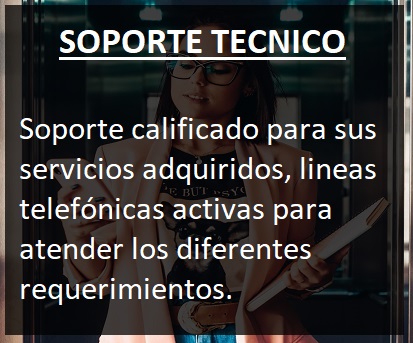 SOPORTE TECNICO
Soporte calificado para sus
servicios adquiridos, lineas
telefónicas activas para
atender los diferentes
requerimientos.